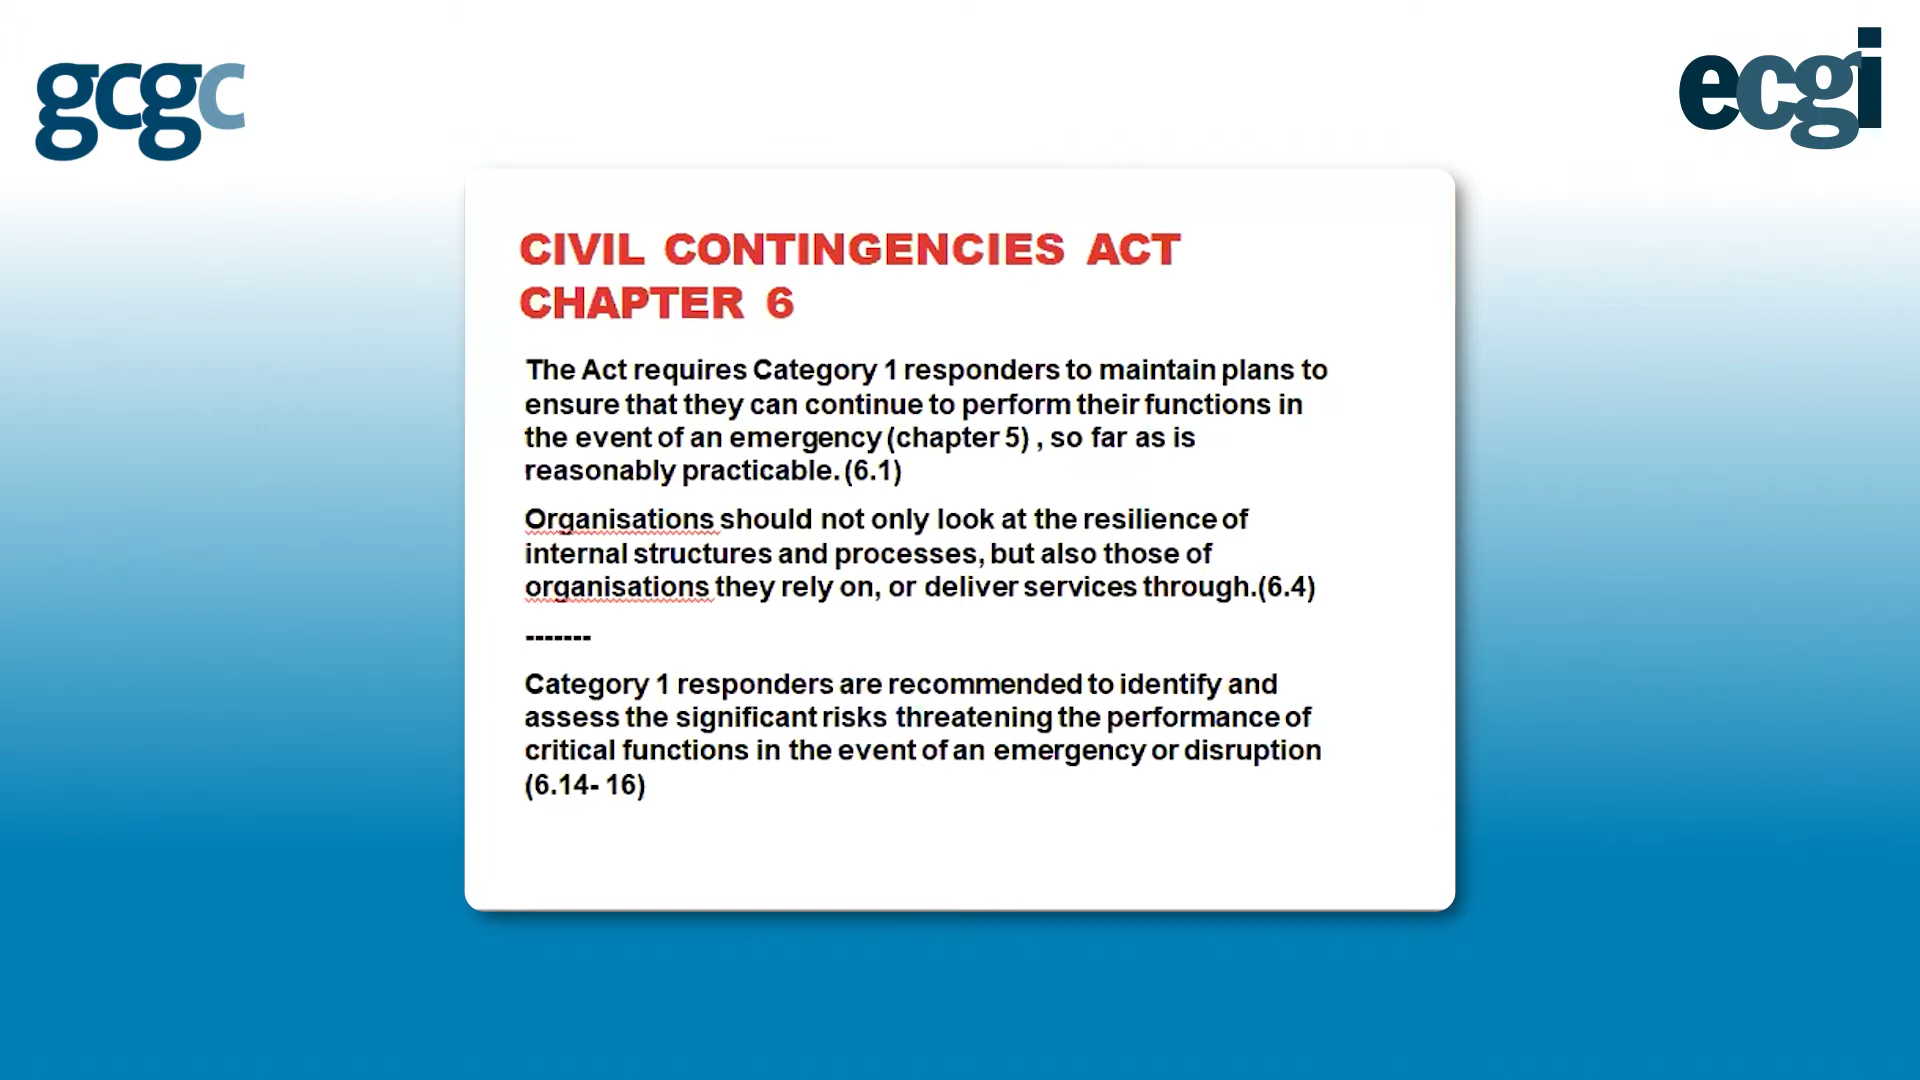 gcgc
ecgi
CIVIL CONTINGENCIES ACT
CHAPTER 6
The Act requires Category 1 responders to maintain plans to
ensure that they can continue to perform their functions in
the event of an emergency (chapter 5) , so far as is
reasonably practicable. (6.1)
Organisations should not only look at the resilience of
internal structures and processes, but also those of
organisations they rely on, or deliver services through.(6.4)
-------
Category 1 responders are recommended to identify and
assess the significant risks threatening the performance of
critical functions in the event of an emergency or disruption
(6.14- 16)